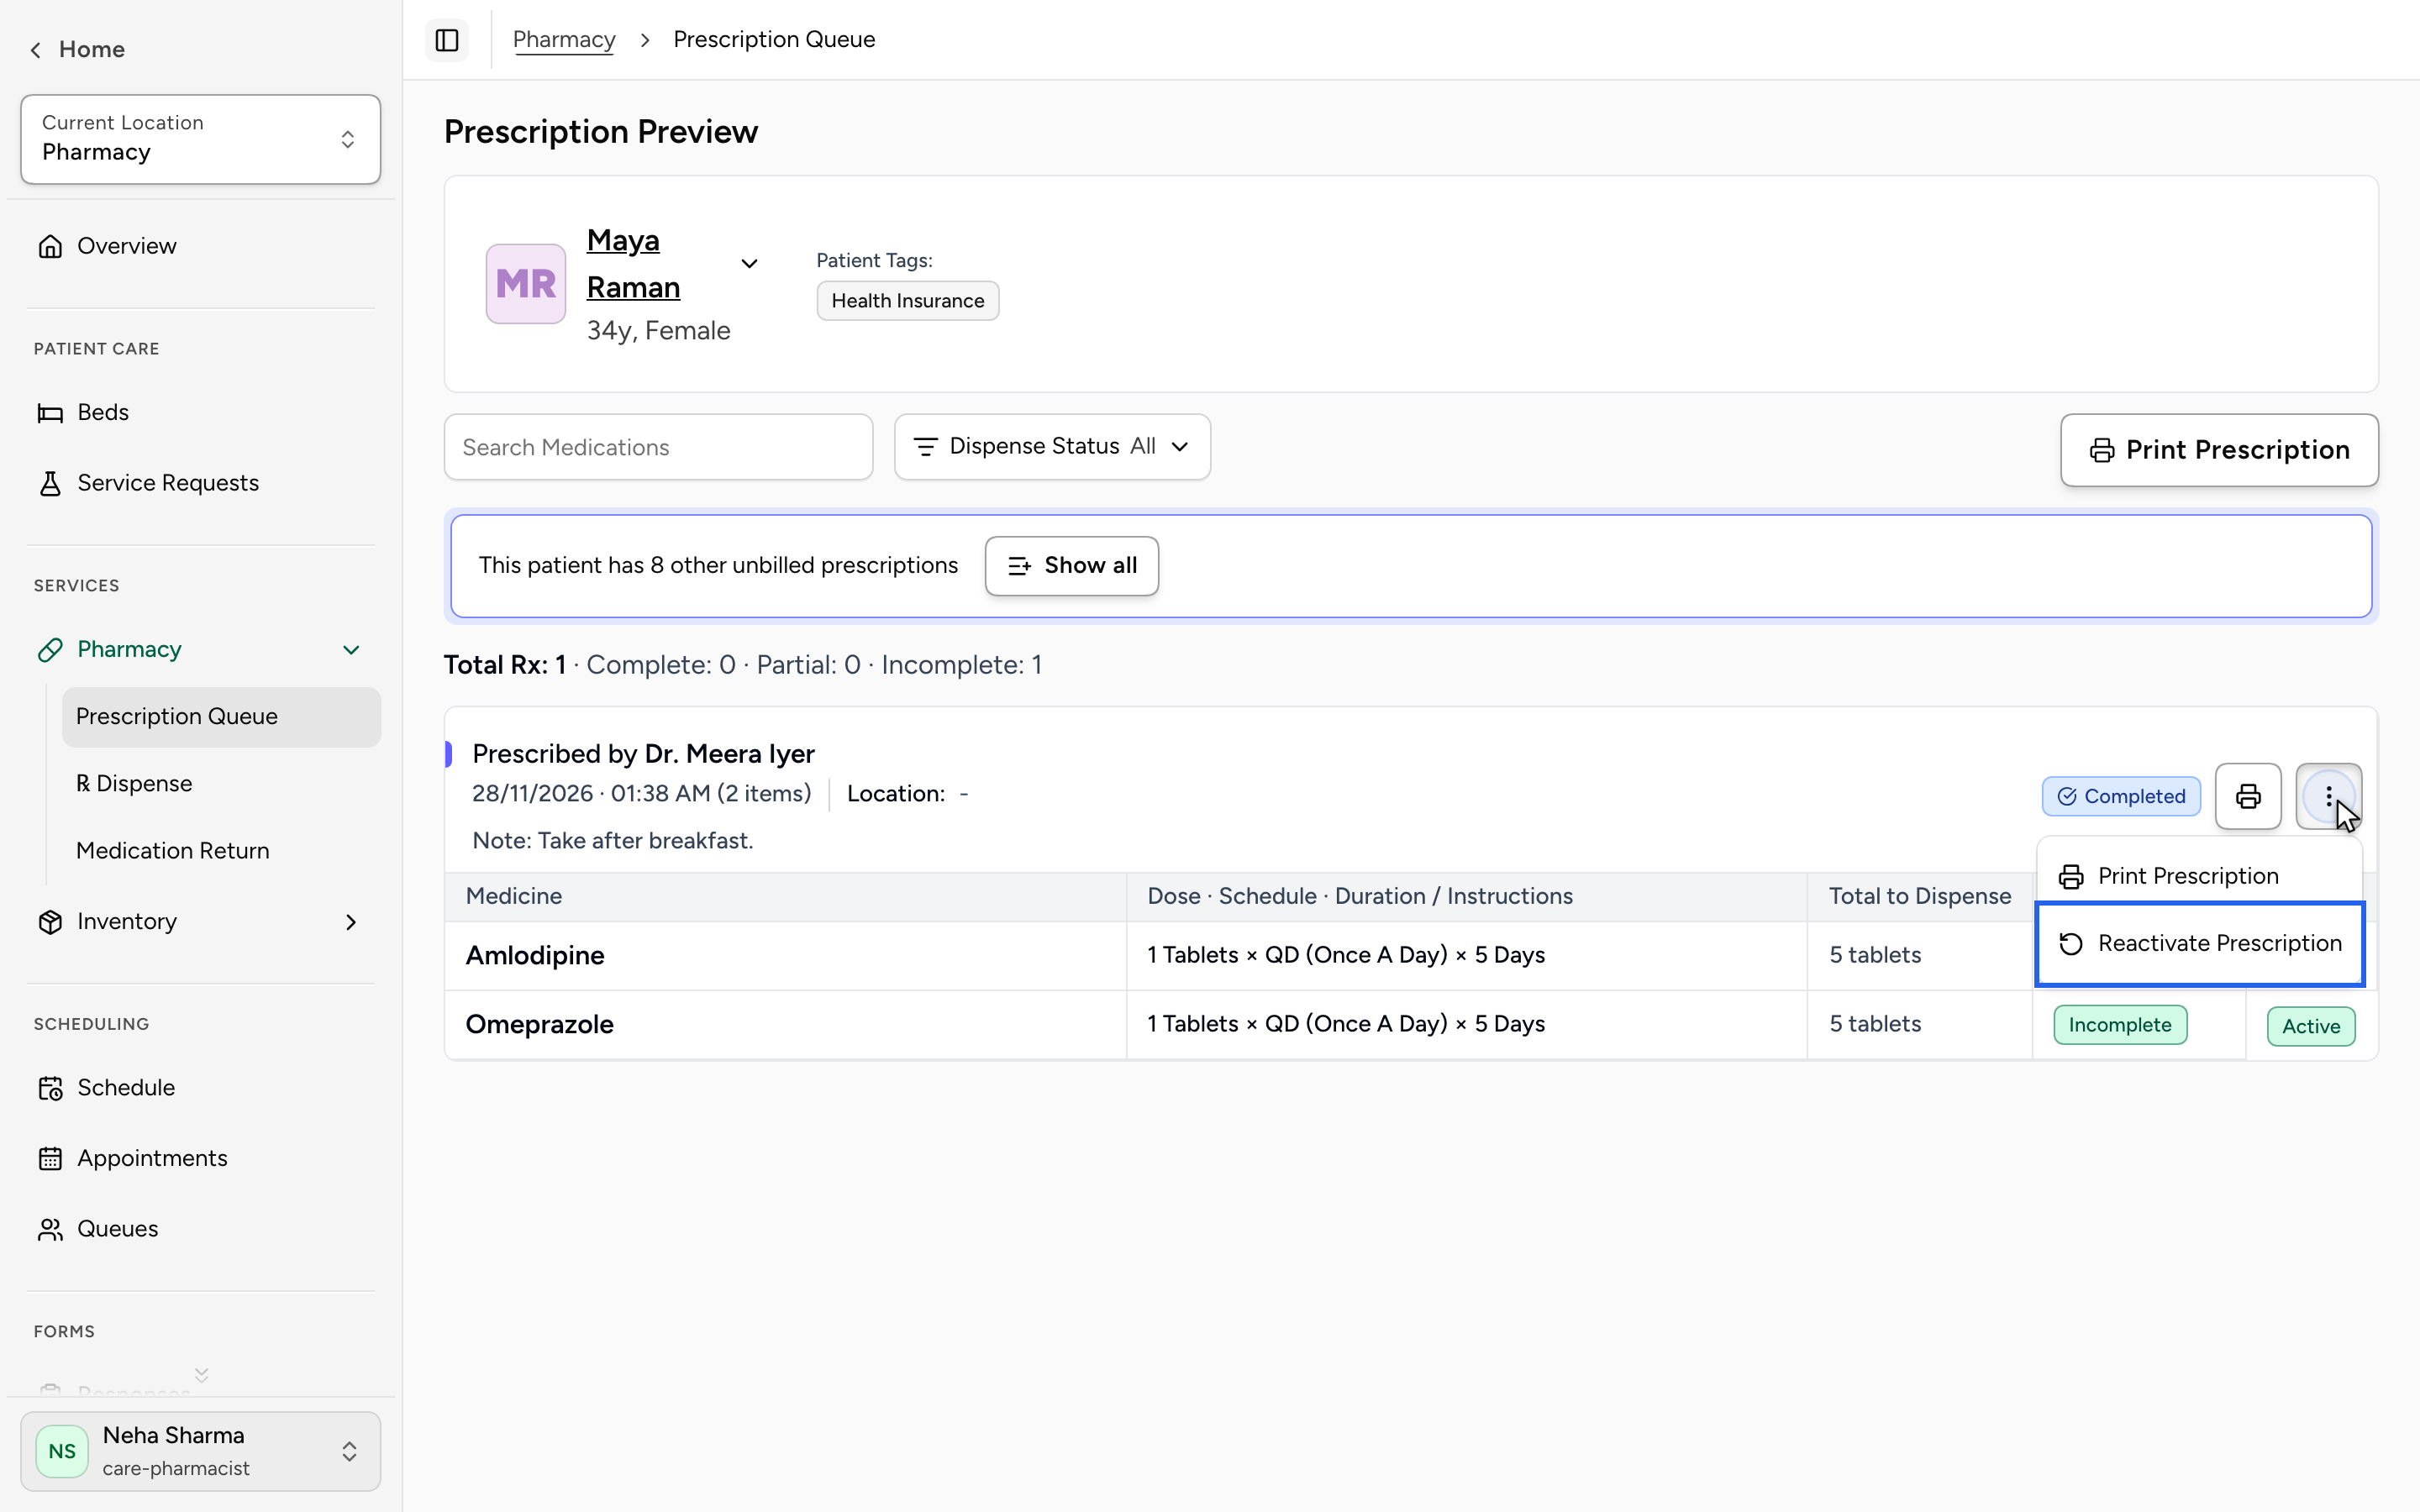 Home
Current Location
Pharmacy
Overview
PATIENT CARE
Beds
Service Requests
SERVICES
Pharmacy
Prescription Queue
℞ Dispense
Medication Return
Inventory
SCHEDULING
Schedule
Appointments
Queues
FORMS
Responses
NS
Neha Sharma
care-pharmacist
Pharmacy > Prescription Queue
Prescription Preview
MR
Maya
Raman
34y, Female
Patient Tags:
Health Insurance
Search Medications
Dispense Status All
Print Prescription
This patient has 8 other unbilled prescriptions
Show all
Total Rx: 1 · Complete: 0 · Partial: 0 · Incomplete: 1
Prescribed by Dr. Meera Iyer
28/11/2026 · 01:38 AM (2 items)
Location: -
Note: Take after breakfast.
Completed
Print Prescription
Reactivate Prescription
Medicine Dose · Schedule · Duration / Instructions Total to Dispense
Amlodipine 1 Tablets × QD (Once A Day) × 5 Days 5 tablets
Omeprazole 1 Tablets × QD (Once A Day) × 5 Days 5 tablets Incomplete Active